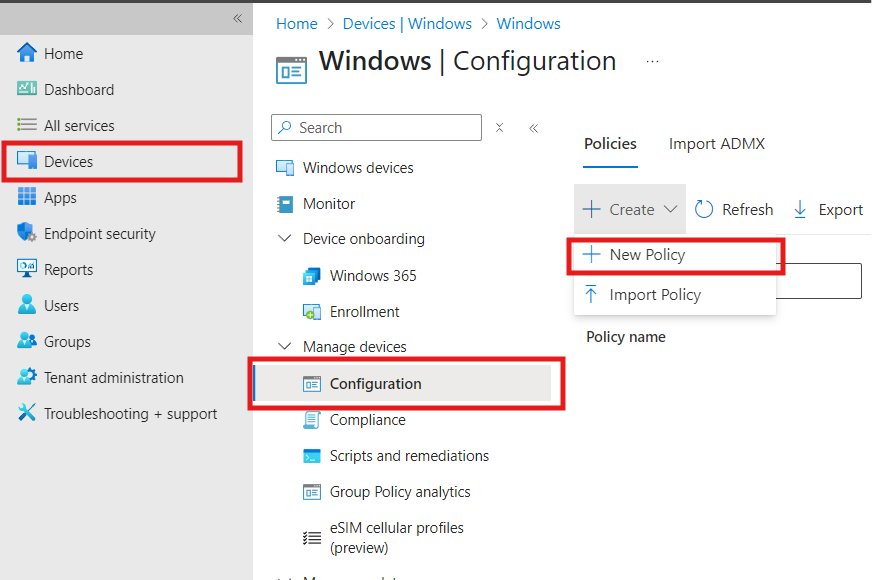 «
Home
Dashboard
All services
Devices
Apps
Endpoint security
Reports
Users
Groups
Tenant administration
Troubleshooting + support
Home > Devices | Windows > Windows
Windows | Configuration ...
Search
«
Windows devices
Monitor
Device onboarding
Windows 365
Enrollment
Manage devices
Configuration
Compliance
Scripts and remediations
Group Policy analytics
eSIM cellular profiles
(preview)
Policies Import ADMX
Create Refresh Export
New Policy
Import Policy
Policy name